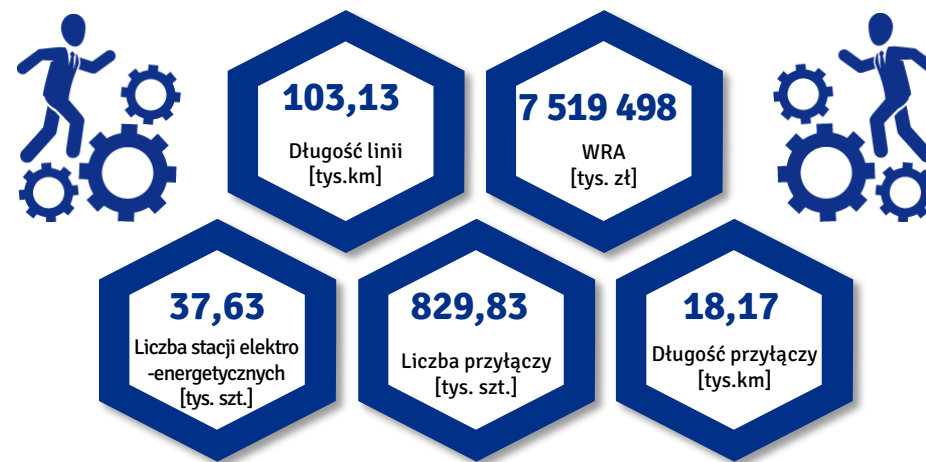 103,13
Długość linii
[tys.km]
7 519 498
WRA
[tys. zł]
37,63
Liczba stacji elektro
-energetycznych
[tys. szt.]
829,83
Liczba przyłączy
[tys. szt.]
18,17
Długość przyłączy
[tys.km]